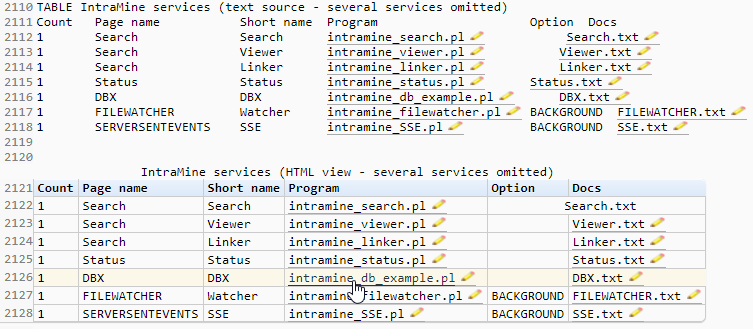 2110 TABLE IntraMine services (text source - several services omitted)
2111 Count Page name Short name Program Option Docs
2112 1 Search Search intramine_search.pl Search.txt
2113 1 Search Viewer intramine_viewer.pl Viewer.txt
2114 1 Search Linker intramine_linker.pl Linker.txt
2115 1 Status Status intramine_status.pl Status.txt
2116 1 DBX DBX intramine_db_example.pl DBX.txt
2117 1 FILEWATCHER Watcher intramine_filewatcher.pl BACKGROUND FILEWATCHER.txt
2118 1 SERVERSENTEVENTS SSE intramine_SSE.pl BACKGROUND SSE.txt
2119
2120
IntraMine services (HTML view - several services omitted)
2121 Count Page name Short name Program Option Docs
2122 1 Search Search intramine_search.pl Search.txt
2123 1 Search Viewer intramine_viewer.pl Viewer.txt
2124 1 Search Linker intramine_linker.pl Linker.txt
2125 1 Status Status intramine_status.pl Status.txt
2126 1 DBX DBX intramine_db_example.pl DBX.txt
2127 1 FILEWATCHER Watcher intramine_filewatcher.pl BACKGROUND FILEWATCHER.txt
2128 1 SERVERSENTEVENTS SSE intramine_SSE.pl BACKGROUND SSE.txt